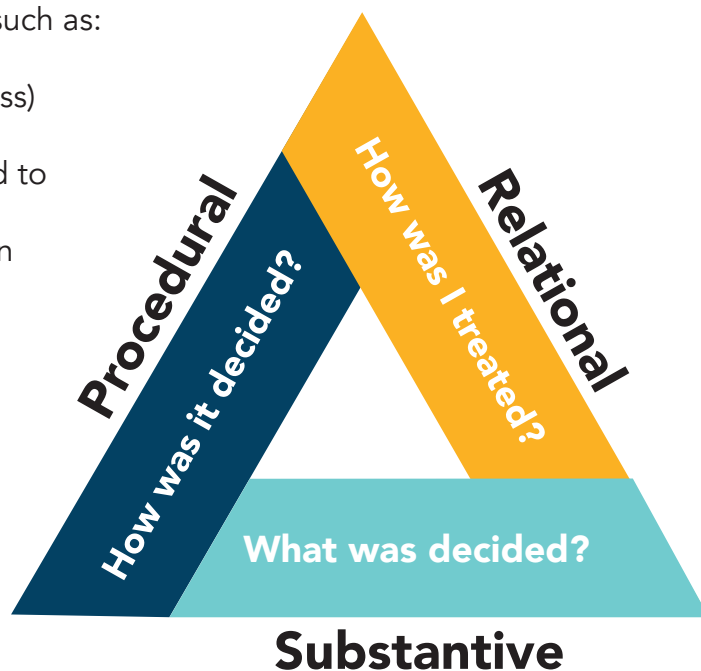 such as:
ss)
d to
n
Procedural
How was it decided?
How was I treated?
Relational
What was decided?
Substantive